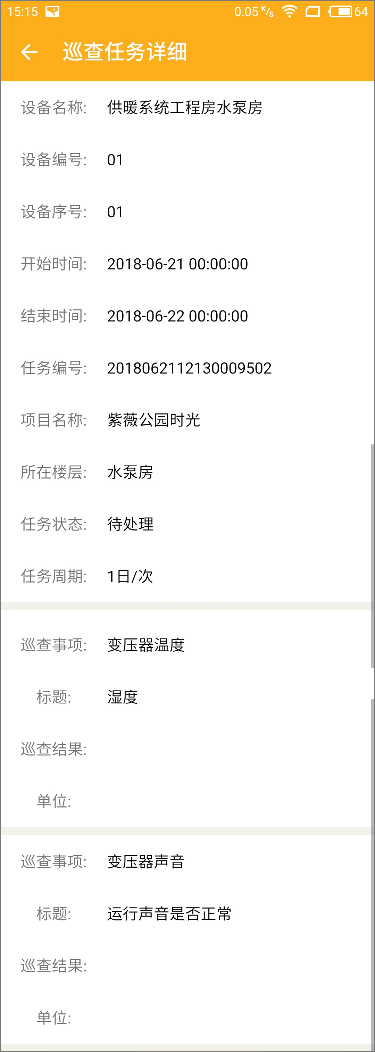 15:15 0.05 K/s 64
巡查任务详细
设备名称: 供暖系统工程房水泵房
设备编号: 01
设备序号: 01
开始时间: 2018-06-21 00:00:00
结束时间: 2018-06-22 00:00:00
任务编号: 2018062112130009502
项目名称: 紫薇公园时光
所在楼层: 水泵房
任务状态: 待处理
任务周期: 1日/次
巡查事项: 变压器温度
标题: 湿度
巡查结果:
单位:
巡查事项: 变压器声音
标题: 运行声音是否正常
巡查结果:
单位: